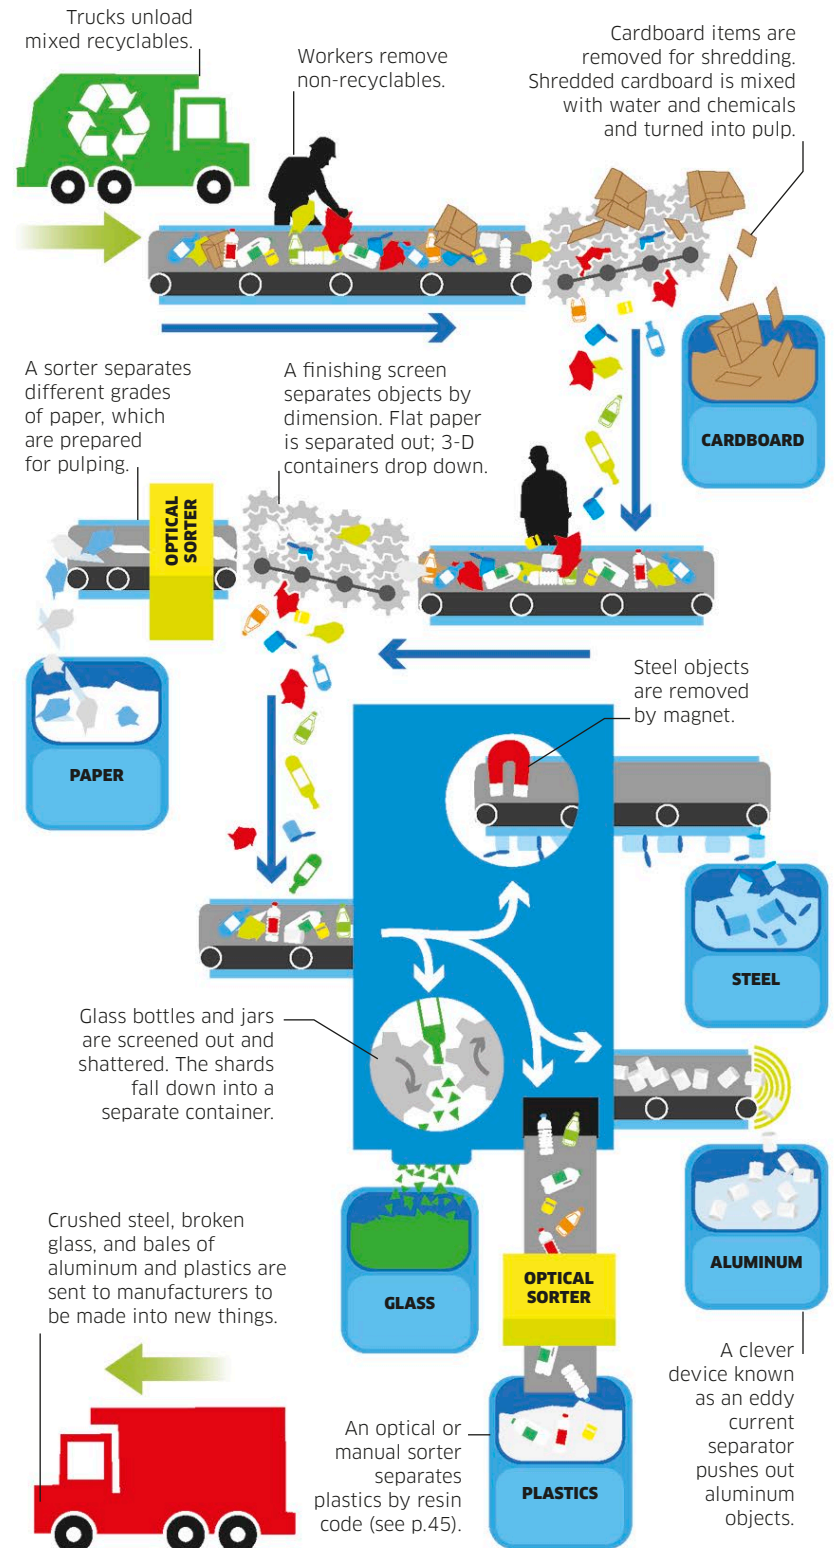 Trucks unload
mixed recyclables.
Workers remove
non-recyclables.
Cardboard items are
removed for shredding.
Shredded cardboard is mixed
with water and chemicals
and turned into pulp.
CARDBOARD
A sorter separates
different grades
of paper, which
are prepared
for pulping.
A finishing screen
separates objects by
dimension. Flat paper
is separated out; 3-D
containers drop down.
OPTICAL
SORTER
PAPER
Steel objects
are removed
by magnet.
STEEL
Glass bottles and jars
are screened out and
shattered. The shards
fall down into a
separate container.
GLASS
OPTICAL
SORTER
ALUMINUM
Crushed steel, broken
glass, and bales of
aluminum and plastics are
sent to manufacturers to
be made into new things.
An optical or
manual sorter
separates
plastics by resin
code (see p.45).
PLASTICS
A clever
device known
as an eddy
current
separator
pushes out
aluminum
objects.